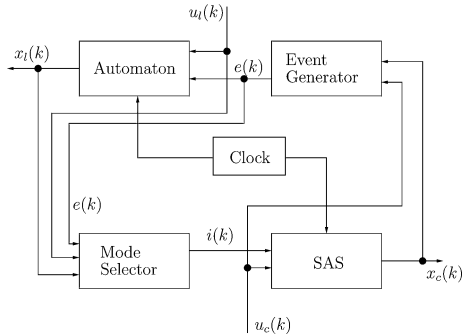 u_l(k)
x_l(k)
Automaton
e(k)
Event
Generator
Clock
e(k)
Mode
Selector
i(k)
SAS
x_c(k)
u_c(k)